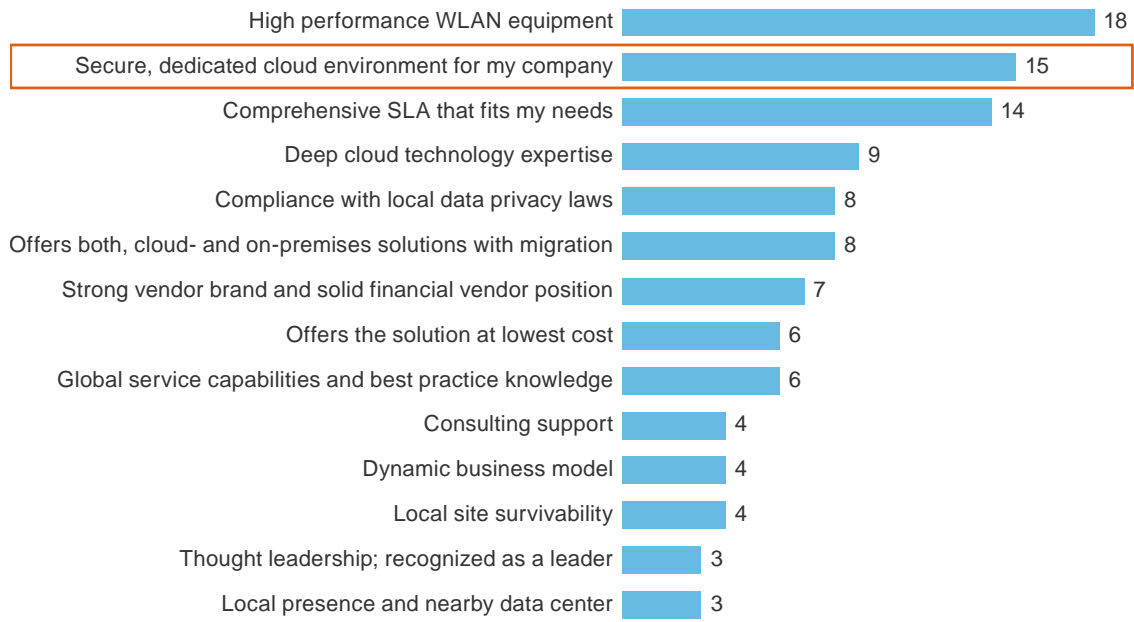 High performance WLAN equipment 18
Secure, dedicated cloud environment for my company 15
Comprehensive SLA that fits my needs 14
Deep cloud technology expertise 9
Compliance with local data privacy laws 8
Offers both, cloud- and on-premises solutions with migration 8
Strong vendor brand and solid financial vendor position 7
Offers the solution at lowest cost 6
Global service capabilities and best practice knowledge 6
Consulting support 4
Dynamic business model 4
Local site survivability 4
Thought leadership; recognized as a leader 3
Local presence and nearby data center 3